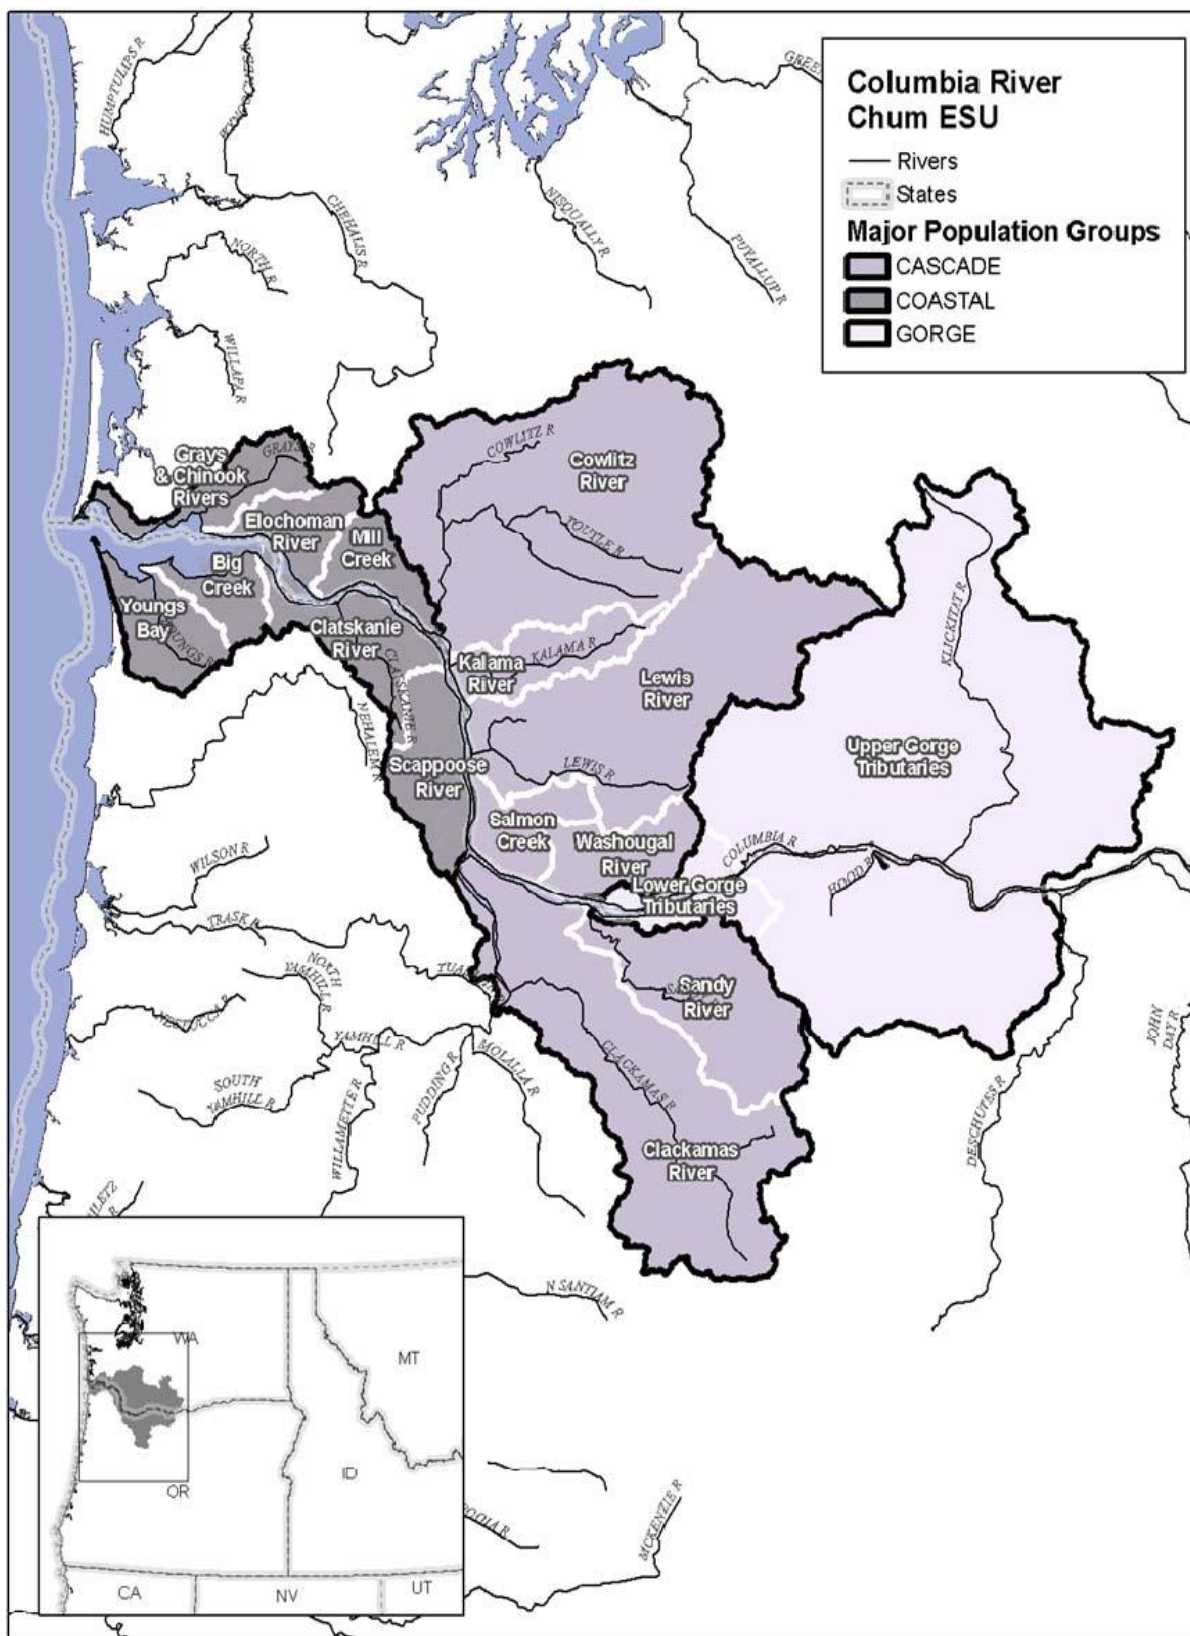 Columbia River
Chum ESU
Rivers
States
Major Population Groups
CASCADE
COASTAL
GORGE
HUMPTULIPS R
CHEHALIS R
NORTH R
WILLAPA R
NISQUALLY R
PUYALLUP R
Grays
& Chinook
Rivers
GRAYS R
COWLITZ R
Cowlitz
River
Elochoman
River
Mill
Creek
TOUTLE R
Big
Creek
Youngs
Bay
YOUNGS R
Clatskanie
River
CLATSKANIE R
Kalama
River
KALAMA R
Lewis
River
KLICKITAT R
NEHALEM R
Scappoose
River
LEWIS R
Upper Gorge
Tributaries
Salmon
Creek
Washougal
River
COLUMBIA R
HOOD R
Lower Gorge
Tributaries
WILSON R
TRASK R
NORTH
YAMHILL R
Sandy
River
YAMHILL R
SOUTH
YAMHILL R
WILLAMETTE R
PUDDING R
MOLALLA R
CLACKAMAS R
Clackamas
River
DESCHUTES R
JOHN
DAY R
N SANTIAM R
MCKENZIE R
WA
MT
OR
ID
CA
NV
UT